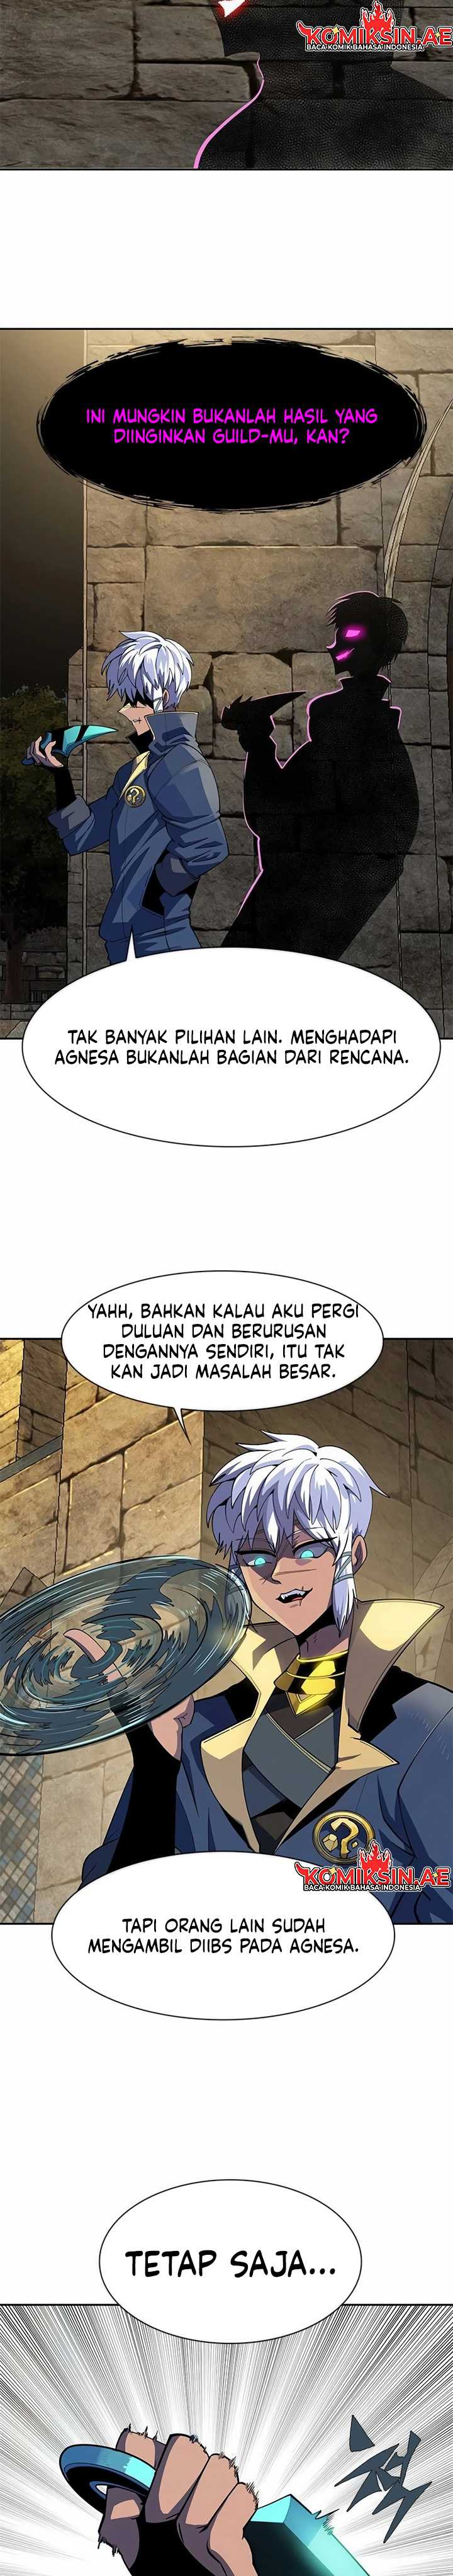 KOMIKSIN.AE
BACA KOMIK BAHASA INDONESIA
INI MUNGKIN BUKANLAH HASIL YANG
DIINGINKAN GUILD-MU, KAN?
TAK BANYAK PILIHAN LAIN. MENGHADAPI
AGNESA BUKANLAH BAGIAN DARI RENCANA.
YAHH, BAHKAN KALAU AKU PERGI
DULUAN DAN BERURUSAN
DENGANNYA SENDIRI, ITU TAK
KAN JADI MASALAH BESAR.
KOMIKSIN.AE
BACA KOMIK BAHASA INDONESIA
TAPI ORANG LAIN SUDAH
MENGAMBIL DIIBS PADA AGNESA.
TETAP SAJA...